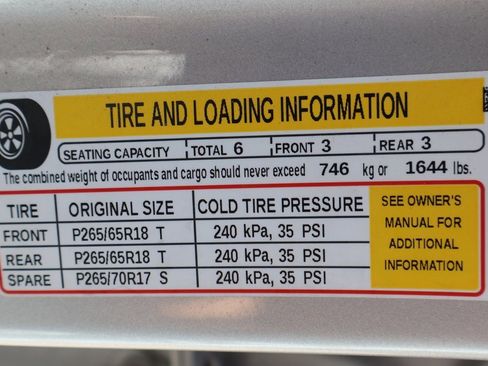 TIRE AND LOADING INFORMATION
SEATING CAPACITY TOTAL 6 FRONT 3 REAR 3
The combined weight of occupants and cargo should never exceed 746 kg or 1644 lbs.
TIRE ORIGINAL SIZE COLD TIRE PRESSURE
FRONT P265/65R18 T 240 kPa, 35 PSI
REAR P265/65R18 T 240 kPa, 35 PSI
SPARE P265/70R17 S 240 kPa, 35 PSI
SEE OWNER'S
MANUAL FOR
ADDITIONAL
INFORMATION